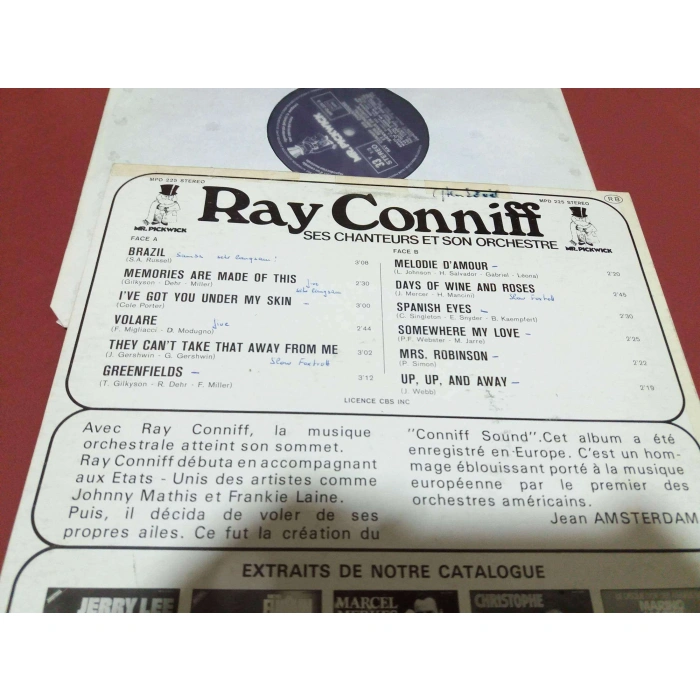 33
STEREO
MR. PICKWICK
MPD 225 STEREO
MPD 225 STEREO
RB
Ray Conniff
SES CHANTEURS ET SON ORCHESTRE
MR. PICKWICK
MR. PICKWICK
FACE A
BRAZIL
(S.A. Russel) 3'08
MEMORIES ARE MADE OF THIS Jive
(Gilkyson - Dehr - Miller) 2'30
I'VE GOT YOU UNDER MY SKIN -
(Cole Porter) 3'00
VOLARE Jive
(F. Migliacci - D. Modugno) 2'44
THEY CAN'T TAKE THAT AWAY FROM ME 3'02
(J. Gershwin - G. Gershwin) Slow Foxtrott
GREENFIELDS - 3'12
(T. Gilkyson - R. Dehr - F. Miller)
FACE B
MELODIE D'AMOUR -
(L. Johnson - H. Salvador - Gabriel - Léona) 2'20
DAYS OF WINE AND ROSES
(J. Mercer - H. Mancini) Slow Foxtrott 2'45
SPANISH EYES -
(C. Singleton - E. Snyder - B. Kaempfert) 2'30
SOMEWHERE MY LOVE -
(P.F. Webster - M. Jarre) 2'25
MRS. ROBINSON -
(P. Simon) 2'22
UP, UP, AND AWAY -
(J. Webb) 2'19
LICENCE CBS INC
Avec Ray Conniff, la musique
orchestrale atteint son sommet.
Ray Conniff débuta en accompagnant
aux Etats - Unis des artistes comme
Johnny Mathis et Frankie Laine.
Puis, il décida de voler de ses
propres ailes. Ce fut la création du
"Conniff Sound". Cet album a été
enregistré en Europe. C'est un hom-
mage éblouissant porté à la musique
européenne par le premier des
orchestres américains.
Jean AMSTERDAM
EXTRAITS DE NOTRE CATALOGUE
JERRY LEE
MARCEL
CHRISTOPHE